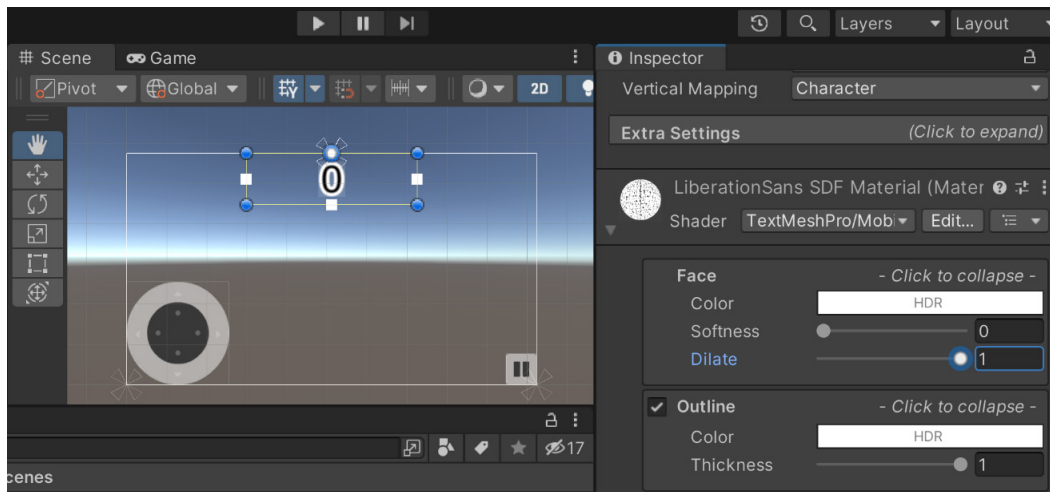 Layers
Layout
Scene
Game
Inspector
Pivot
Global
2D
Vertical Mapping
Character
Extra Settings
(Click to expand)
0
LiberationSans SDF Material (Mater
Shader
TextMeshPro/Mobi
Edit...
Face
- Click to collapse -
Color
HDR
Softness
0
Dilate
1
Outline
- Click to collapse -
Color
HDR
Thickness
1
17
cenes